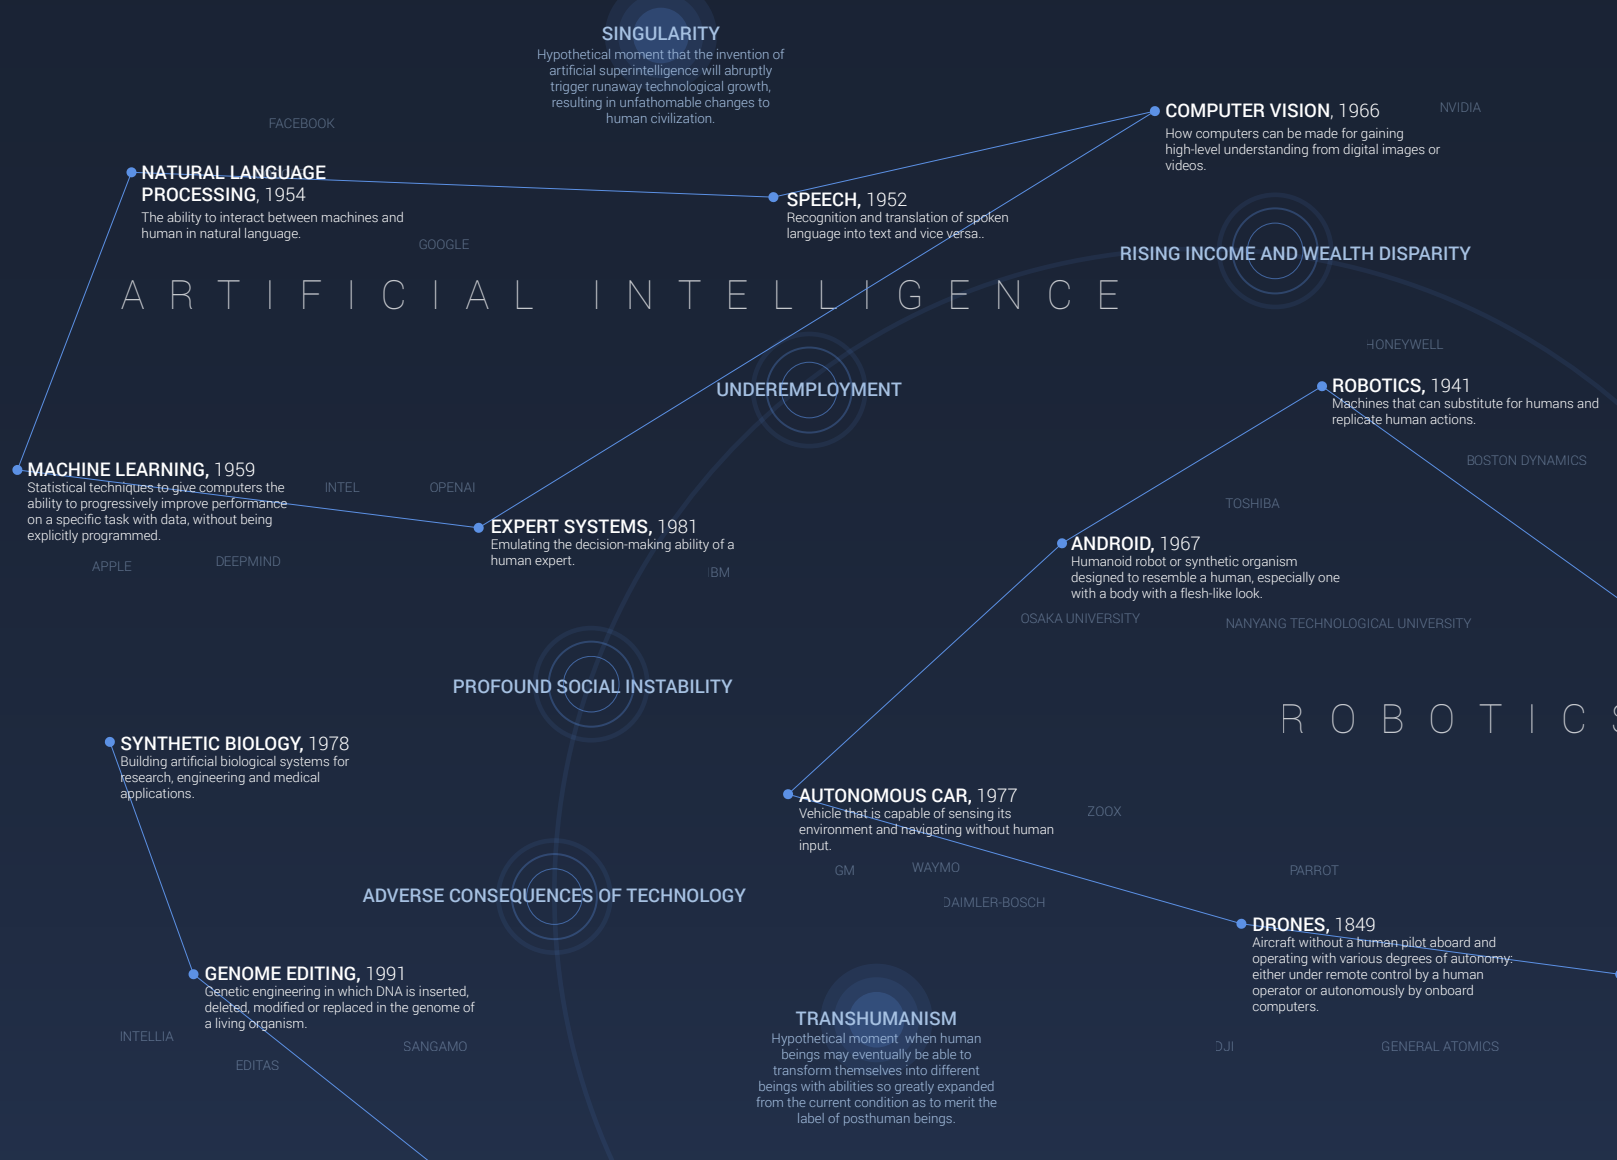 SINGULARITY
Hypothetical moment that the invention of
artificial superintelligence will abruptly
trigger runaway technological growth,
resulting in unfathomable changes to
human civilization.
FACEBOOK
COMPUTER VISION, 1966
How computers can be made for gaining
high-level understanding from digital images or
videos.
NVIDIA
NATURAL LANGUAGE
PROCESSING, 1954
The ability to interact between machines and
human in natural language.
GOOGLE
SPEECH, 1952
Recognition and translation of spoken
language into text and vice versa..
RISING INCOME AND WEALTH DISPARITY
ARTIFICIAL INTELLIGENCE
HONEYWELL
UNDEREMPLOYMENT
ROBOTICS, 1941
Machines that can substitute for humans and
replicate human actions.
BOSTON DYNAMICS
MACHINE LEARNING, 1959
Statistical techniques to give computers the
ability to progressively improve performance
on a specific task with data, without being
explicitly programmed.
INTEL
OPENAI
TOSHIBA
EXPERT SYSTEMS, 1981
Emulating the decision-making ability of a
human expert.
APPLE
DEEPMIND
IBM
ANDROID, 1967
Humanoid robot or synthetic organism
designed to resemble a human, especially one
with a body with a flesh-like look.
OSAKA UNIVERSITY
NANYANG TECHNOLOGICAL UNIVERSITY
PROFOUND SOCIAL INSTABILITY
ROBOTICS
SYNTHETIC BIOLOGY, 1978
Building artificial biological systems for
research, engineering and medical
applications.
AUTONOMOUS CAR, 1977
Vehicle that is capable of sensing its
environment and navigating without human
input.
ZOOX
GM
WAYMO
DAIMLER-BOSCH
PARROT
ADVERSE CONSEQUENCES OF TECHNOLOGY
DRONES, 1849
Aircraft without a human pilot aboard and
operating with various degrees of autonomy:
either under remote control by a human
operator or autonomously by onboard
computers.
GENOME EDITING, 1991
Genetic engineering in which DNA is inserted,
deleted, modified or replaced in the genome of
a living organism.
INTELLIA
EDITAS
SANGAMO
TRANSHUMANISM
Hypothetical moment when human
beings may eventually be able to
transform themselves into different
beings with abilities so greatly expanded
from the current condition as to merit the
label of posthuman beings.
DJI
GENERAL ATOMICS